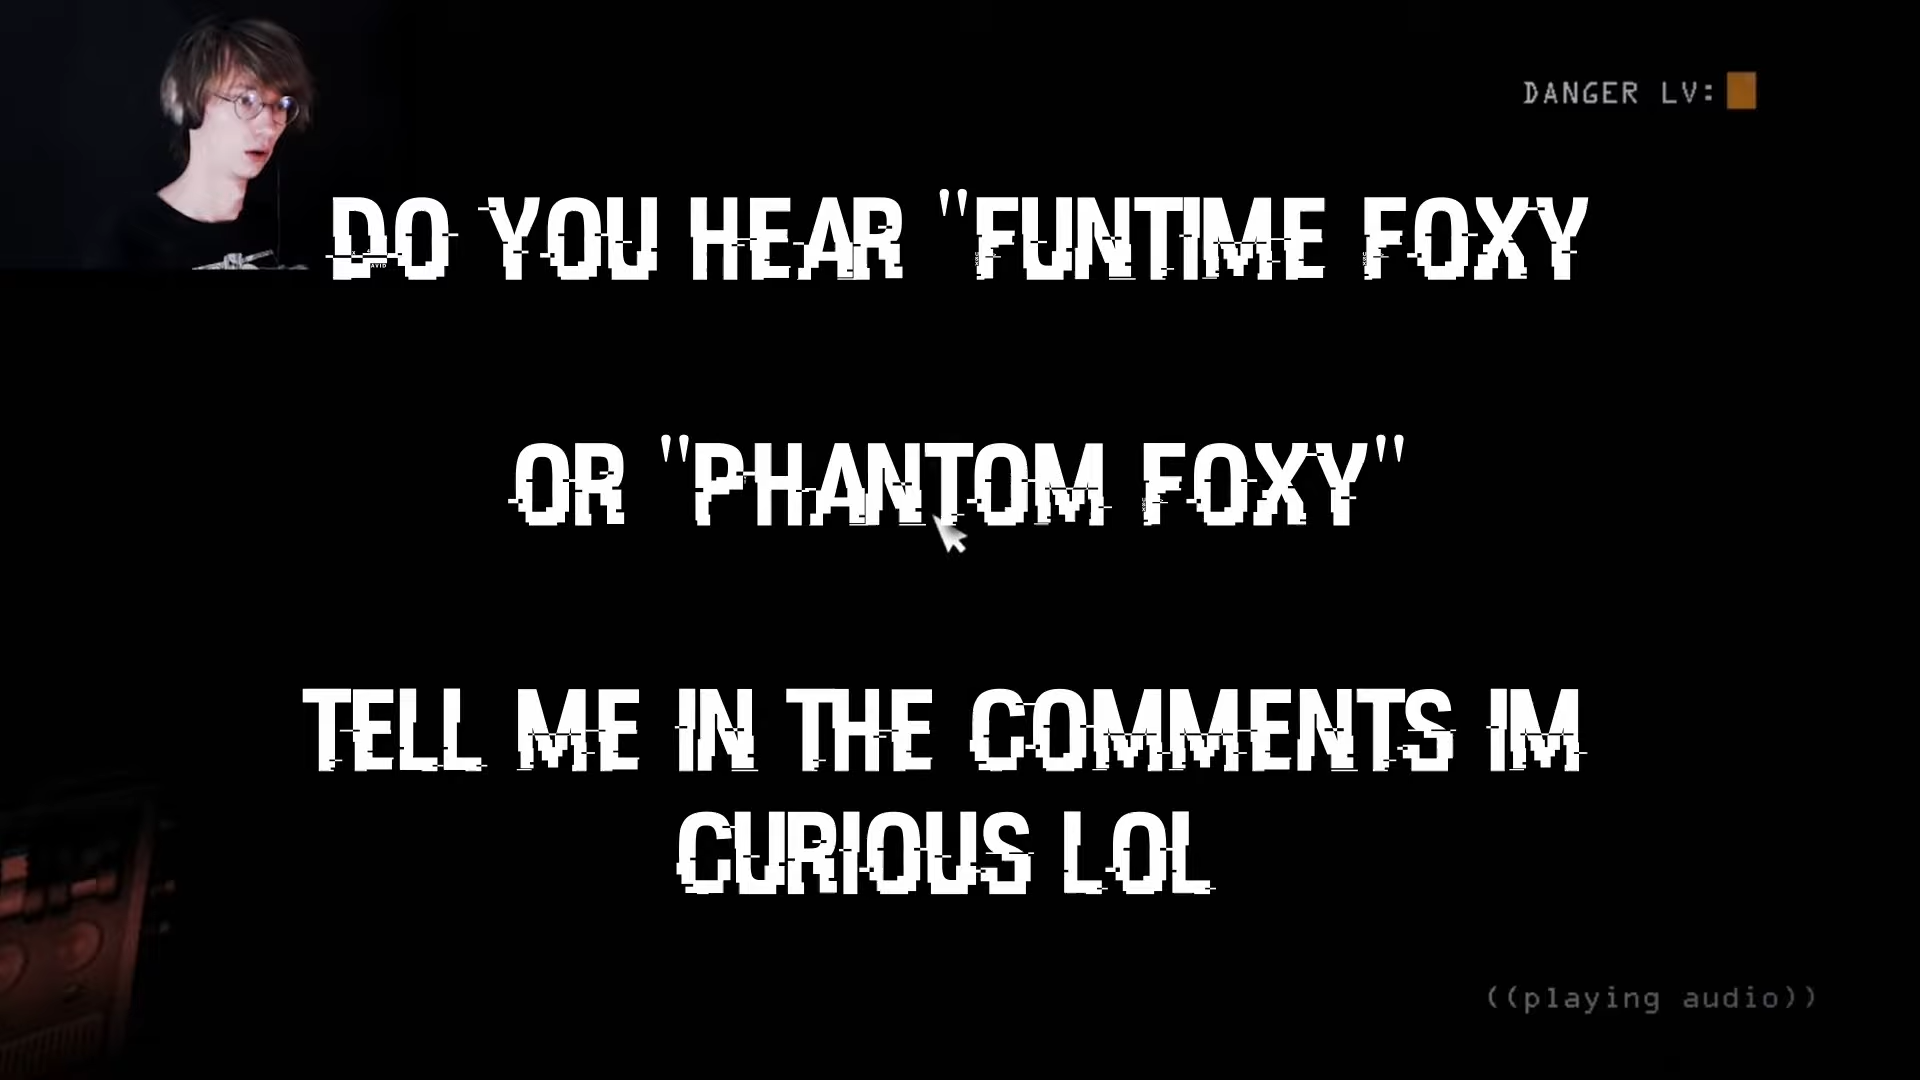 DANGER LV:
DO YOU HEAR "FUNTIME FOXY
OR "PHANTOM FOXY"
TELL ME IN THE COMMENTS IM
CURIOUS LOL
((playing audio))